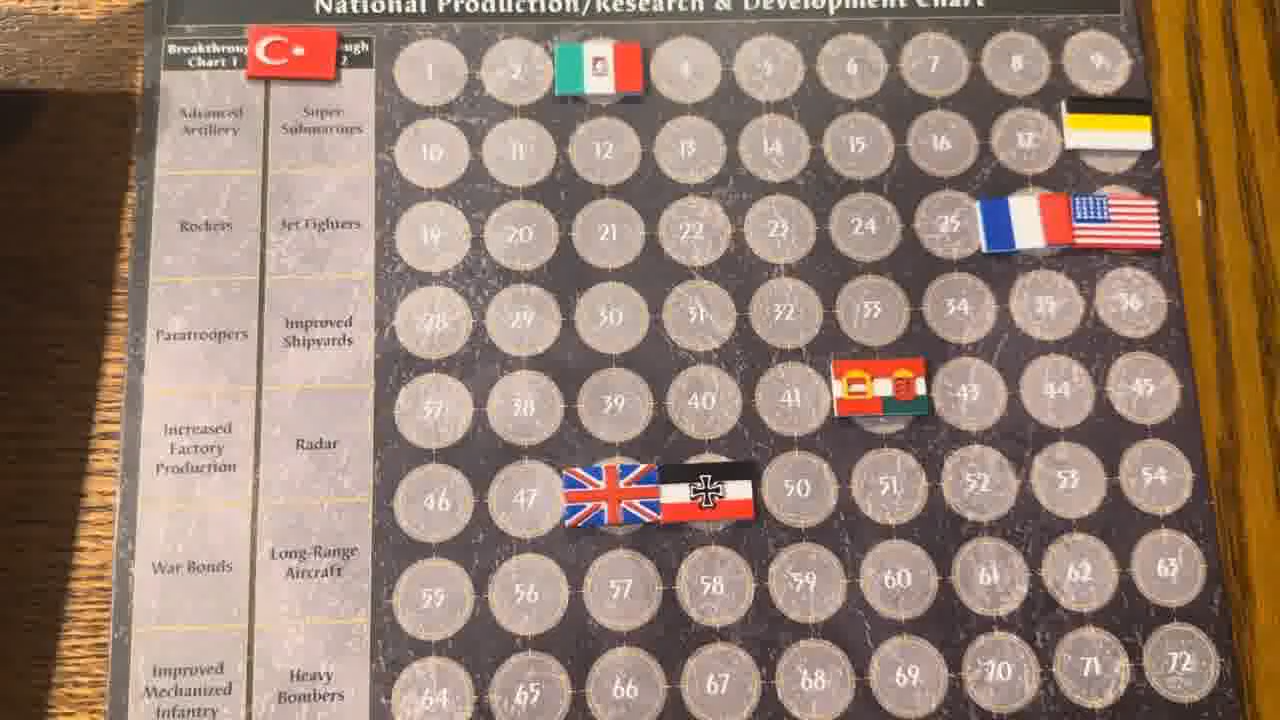 National Production/Research & Development Chart
Breakthrou ugh
Chart 1 2
1 2 4 5 6 7 8 9
Advanced
Artillery
Super
Submarines
10 11 12 13 14 15 16 17
Rockets
Jet Fighters
19 20 21 22 23 24 25
Paratroopers
Improved
Shipyards
28 29 30 31 32 33 34 35 36
Increased
Factory
Production
Radar
37 38 39 40 41 43 44 45
46 47 50 51 52 53 54
War Bonds
Long-Range
Aircraft
55 56 57 58 59 60 61 62 63
Improved
Mechanized
Infantry
Heavy
Bombers
64 65 66 67 68 69 70 71 72